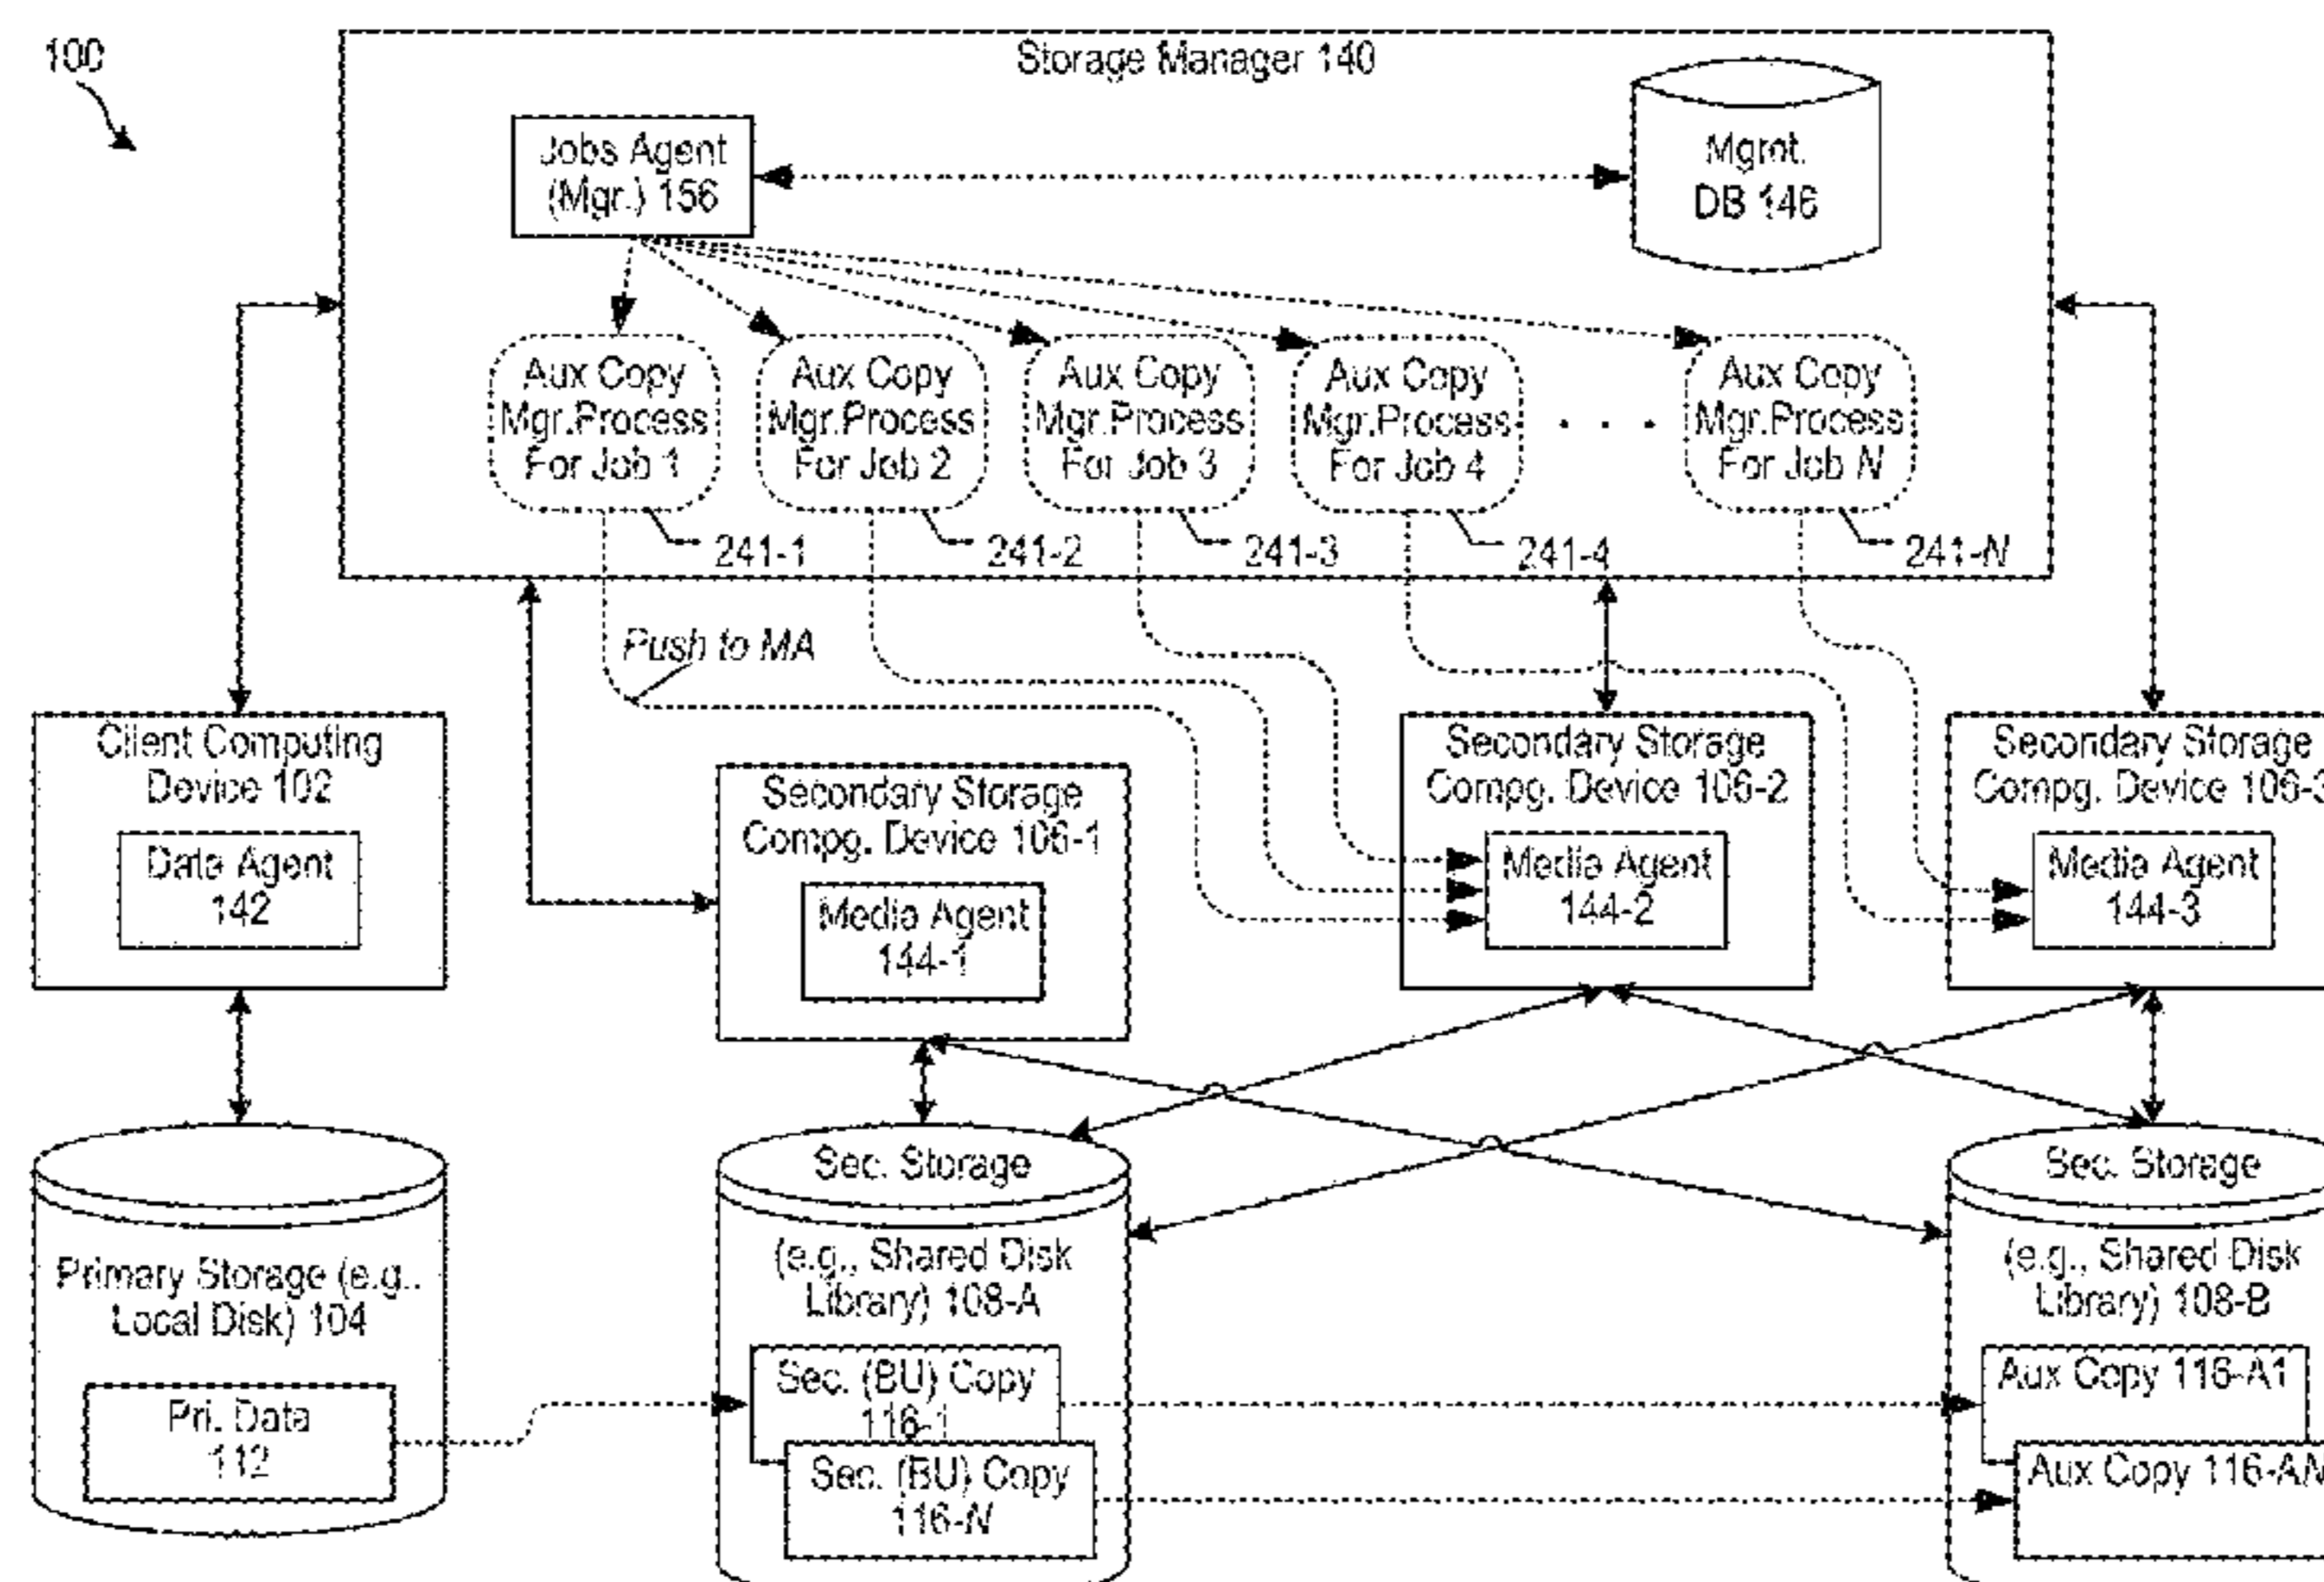 100
Storage Manager 140
Jobs Agent
(Mgr.) 156
Mgmt.
DB 146
Aux Copy
Mgr.Process
For Job 1
Aux Copy
Mgr.Process
For Job 2
Aux Copy
Mgr.Process
For Job 3
Aux Copy
Mgr.Process
For Job 4
. . .
Aux Copy
Mgr.Process
For Job N
241-1
241-2
241-3
241-4
241-N
Push to MA
Client Computing
Device 102
Data Agent
142
Secondary Storage
Compg. Device 106-1
Media Agent
144-1
Secondary Storage
Compg. Device 106-2
Media Agent
144-2
Secondary Storage
Compg. Device 106-3
Media Agent
144-3
Primary Storage (e.g.,
Local Disk) 104
Pri. Data
112
Sec. Storage
(e.g., Shared Disk
Library) 108-A
Sec. (BU) Copy
116-1
Sec. (BU) Copy
116-N
Sec. Storage
(e.g., Shared Disk
Library) 108-B
Aux Copy 116-A1
Aux Copy 116-AN